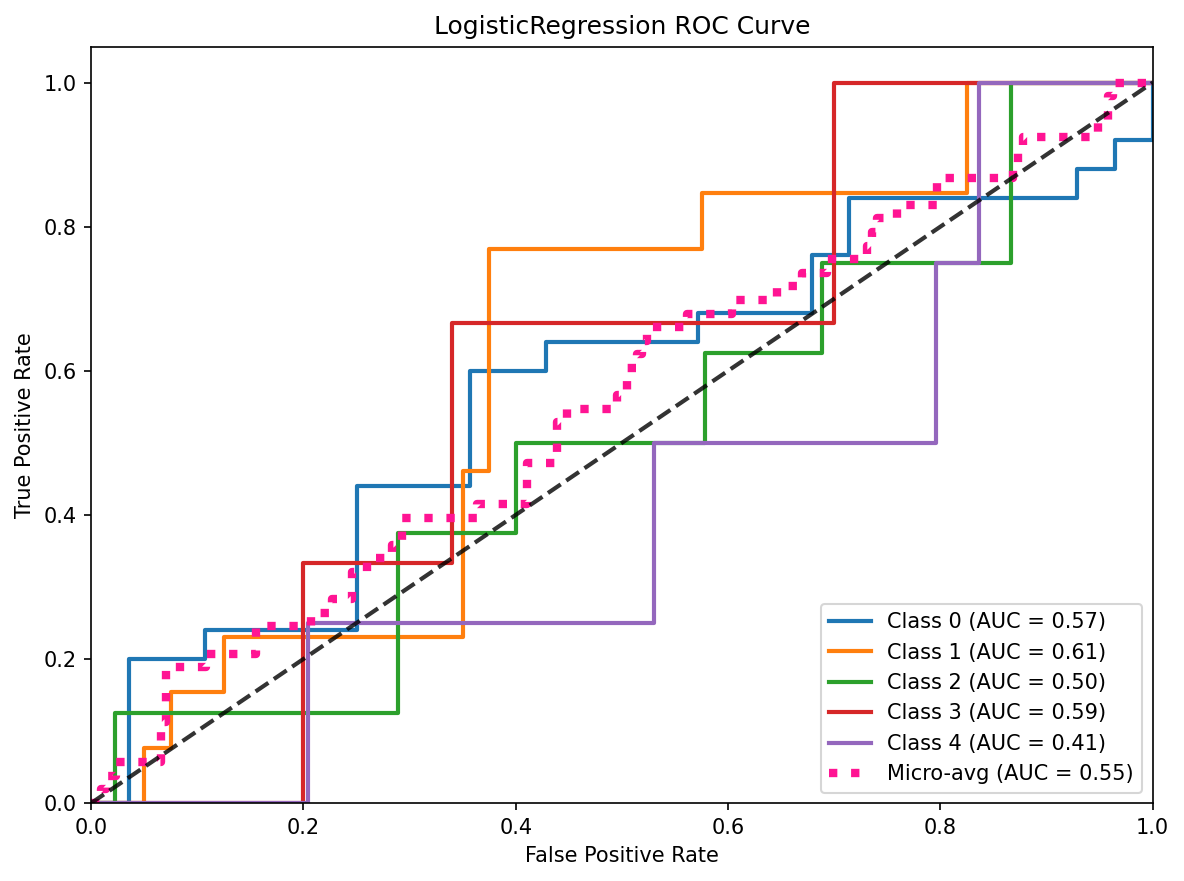 LogisticRegression ROC Curve
True Positive Rate
1.0
0.8
0.6
0.4
0.2
0.0
0.0 0.2 0.4 0.6 0.8 1.0
False Positive Rate
Class 0 (AUC = 0.57)
Class 1 (AUC = 0.61)
Class 2 (AUC = 0.50)
Class 3 (AUC = 0.59)
Class 4 (AUC = 0.41)
Micro-avg (AUC = 0.55)